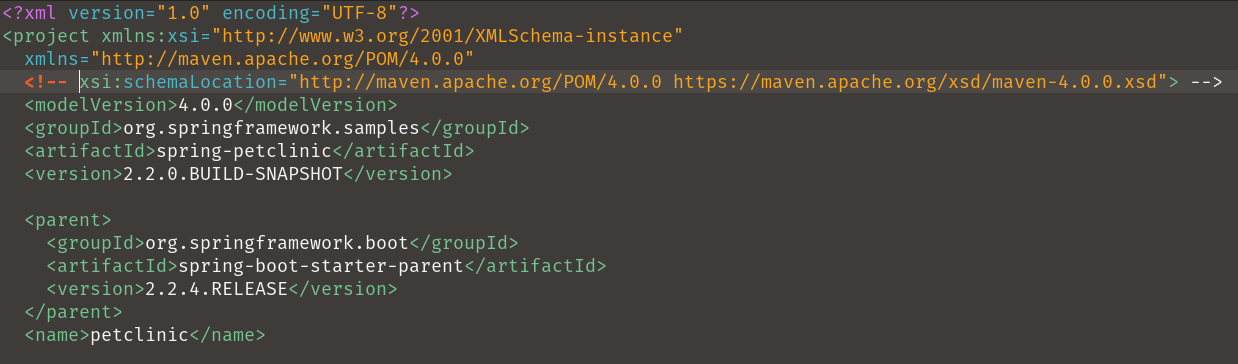 <?xml version="1.0" encoding="UTF-8"?>
<project xmlns:xsi="http://www.w3.org/2001/XMLSchema-instance"
  xmlns="http://maven.apache.org/POM/4.0.0"
  <!-- xsi:schemaLocation="http://maven.apache.org/POM/4.0.0 https://maven.apache.org/xsd/maven-4.0.0.xsd"> -->
  <modelVersion>4.0.0</modelVersion>
  <groupId>org.springframework.samples</groupId>
  <artifactId>spring-petclinic</artifactId>
  <version>2.2.0.BUILD-SNAPSHOT</version>

  <parent>
    <groupId>org.springframework.boot</groupId>
    <artifactId>spring-boot-starter-parent</artifactId>
    <version>2.2.4.RELEASE</version>
  </parent>
  <name>petclinic</name>